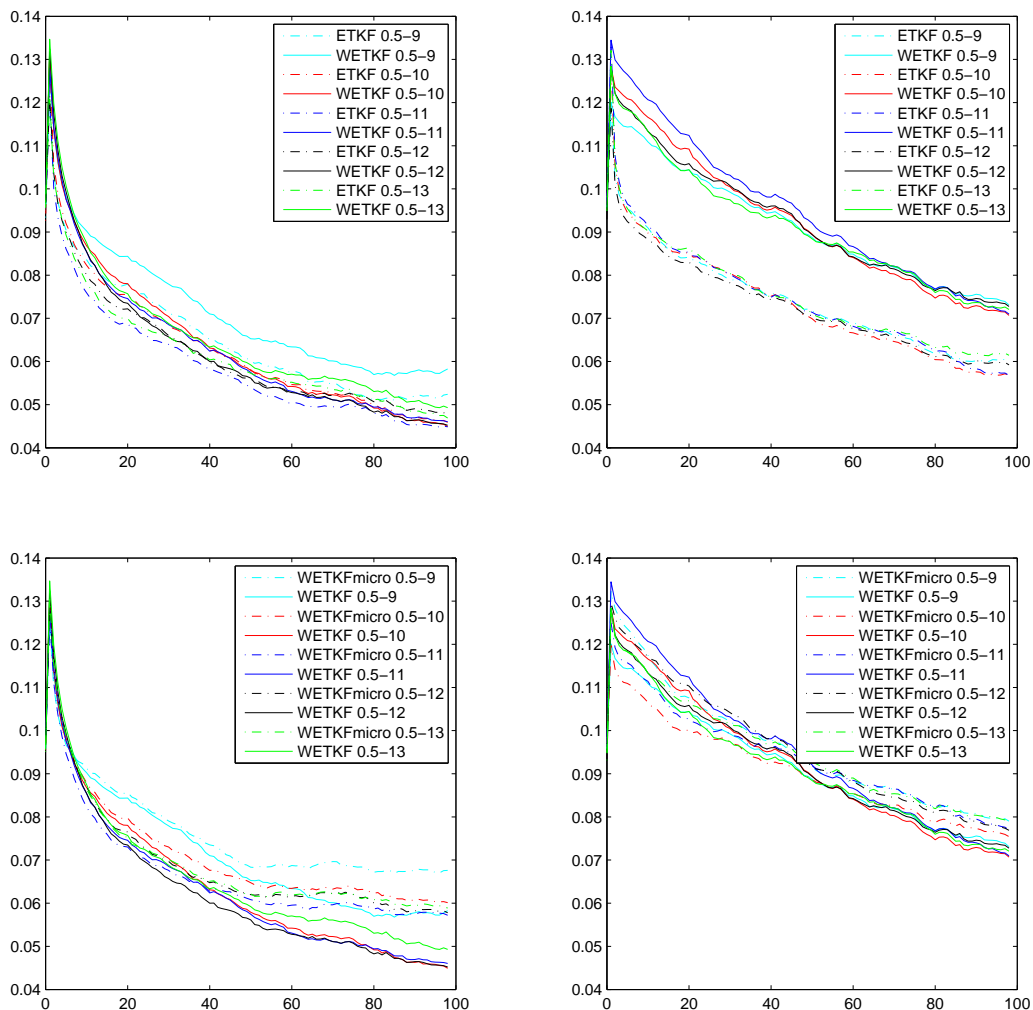 0.14
0.13
0.12
0.11
0.1
0.09
0.08
0.07
0.06
0.05
0.04
0
20
40
60
80
100
ETKF 0.5−9
WETKF 0.5−9
ETKF 0.5−10
WETKF 0.5−10
ETKF 0.5−11
WETKF 0.5−11
ETKF 0.5−12
WETKF 0.5−12
ETKF 0.5−13
WETKF 0.5−13
0.14
0.13
0.12
0.11
0.1
0.09
0.08
0.07
0.06
0.05
0.04
0
20
40
60
80
100
ETKF 0.5−9
WETKF 0.5−9
ETKF 0.5−10
WETKF 0.5−10
ETKF 0.5−11
WETKF 0.5−11
ETKF 0.5−12
WETKF 0.5−12
ETKF 0.5−13
WETKF 0.5−13
0.14
0.13
0.12
0.11
0.1
0.09
0.08
0.07
0.06
0.05
0.04
0
20
40
60
80
100
WETKFmicro 0.5−9
WETKF 0.5−9
WETKFmicro 0.5−10
WETKF 0.5−10
WETKFmicro 0.5−11
WETKF 0.5−11
WETKFmicro 0.5−12
WETKF 0.5−12
WETKFmicro 0.5−13
WETKF 0.5−13
0.14
0.13
0.12
0.11
0.1
0.09
0.08
0.07
0.06
0.05
0.04
0
20
40
60
80
100
WETKFmicro 0.5−9
WETKF 0.5−9
WETKFmicro 0.5−10
WETKF 0.5−10
WETKFmicro 0.5−11
WETKF 0.5−11
WETKFmicro 0.5−12
WETKF 0.5−12
WETKFmicro 0.5−13
WETKF 0.5−13